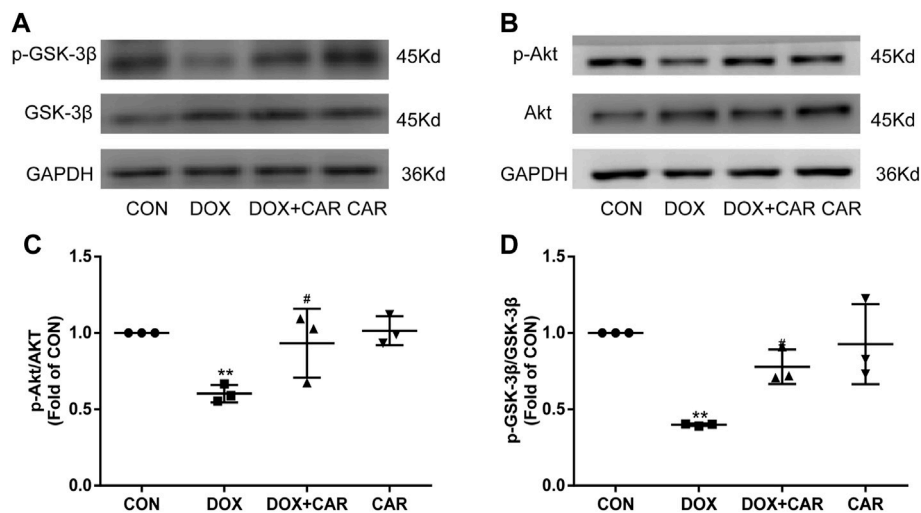 A
p-GSK-3β
45Kd
GSK-3β
45Kd
GAPDH
36Kd
CON DOX DOX+CAR CAR
B
p-Akt
45Kd
Akt
45Kd
GAPDH
36Kd
CON DOX DOX+CAR CAR
C
p-Akt/AKT
(Fold of CON)
1.5
1.0
0.5
0.0
**
#
CON DOX DOX+CAR CAR
D
p-GSK-3β/GSK-3β
(Fold of CON)
1.5
1.0
0.5
0.0
**
#
CON DOX DOX+CAR CAR